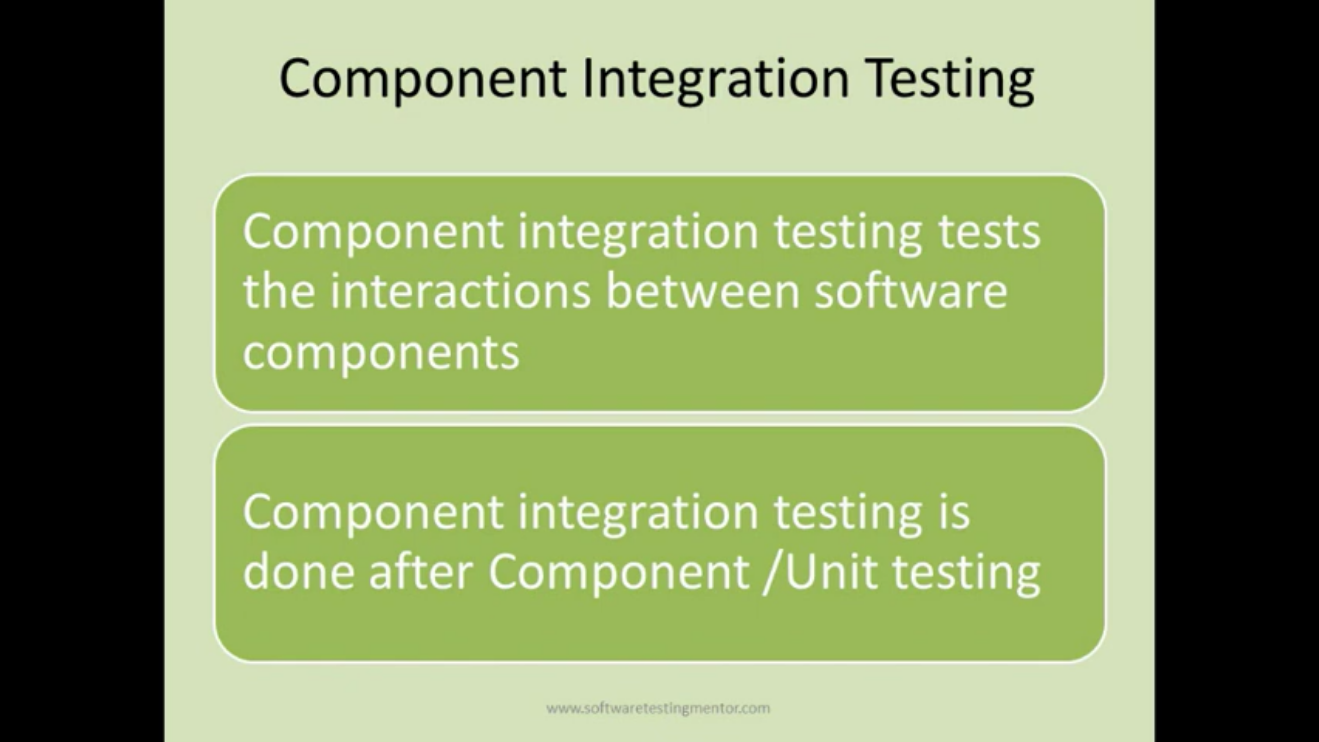 Component Integration Testing
Component integration testing tests
the interactions between software
components
Component integration testing is
done after Component /Unit testing
www.softwaretestingmentor.com